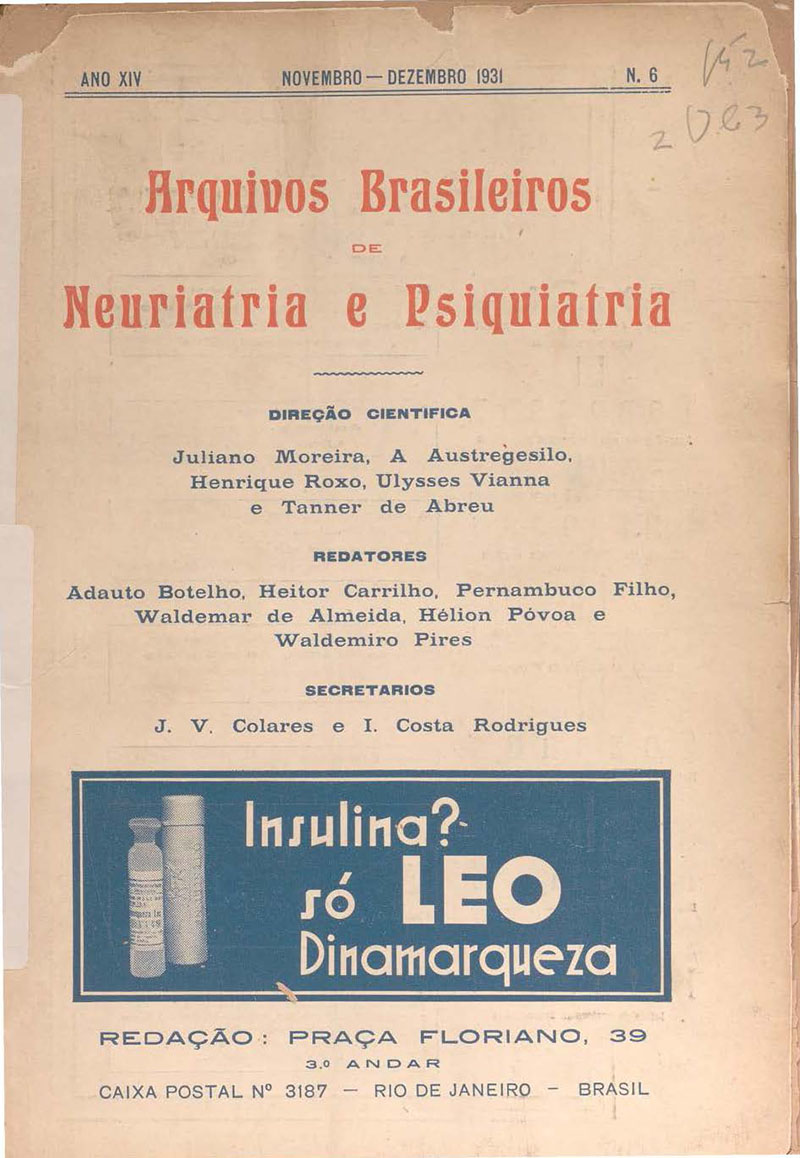 ANO XIV NOVEMBRO — DEZEMBRO 1931 N. 6
Arquivos Brasileiros
DE
Neuriatria e Psiquiatria
DIREÇÃO CIENTIFICA
Juliano Moreira, A Austregesilo,
Henrique Roxo, Ulysses Vianna
e Tanner de Abreu
REDATORES
Adauto Botelho, Heitor Carrilho, Pernambuco Filho,
Waldemar de Almeida, Hélion Póvoa e
Waldemiro Pires
SECRETARIOS
J. V. Colares e I. Costa Rodrigues
Insulina?
só LEO
Dinamarqueza
REDAÇÃO: PRAÇA FLORIANO, 39
3.º ANDAR
CAIXA POSTAL Nº 3187 — RIO DE JANEIRO - BRASIL